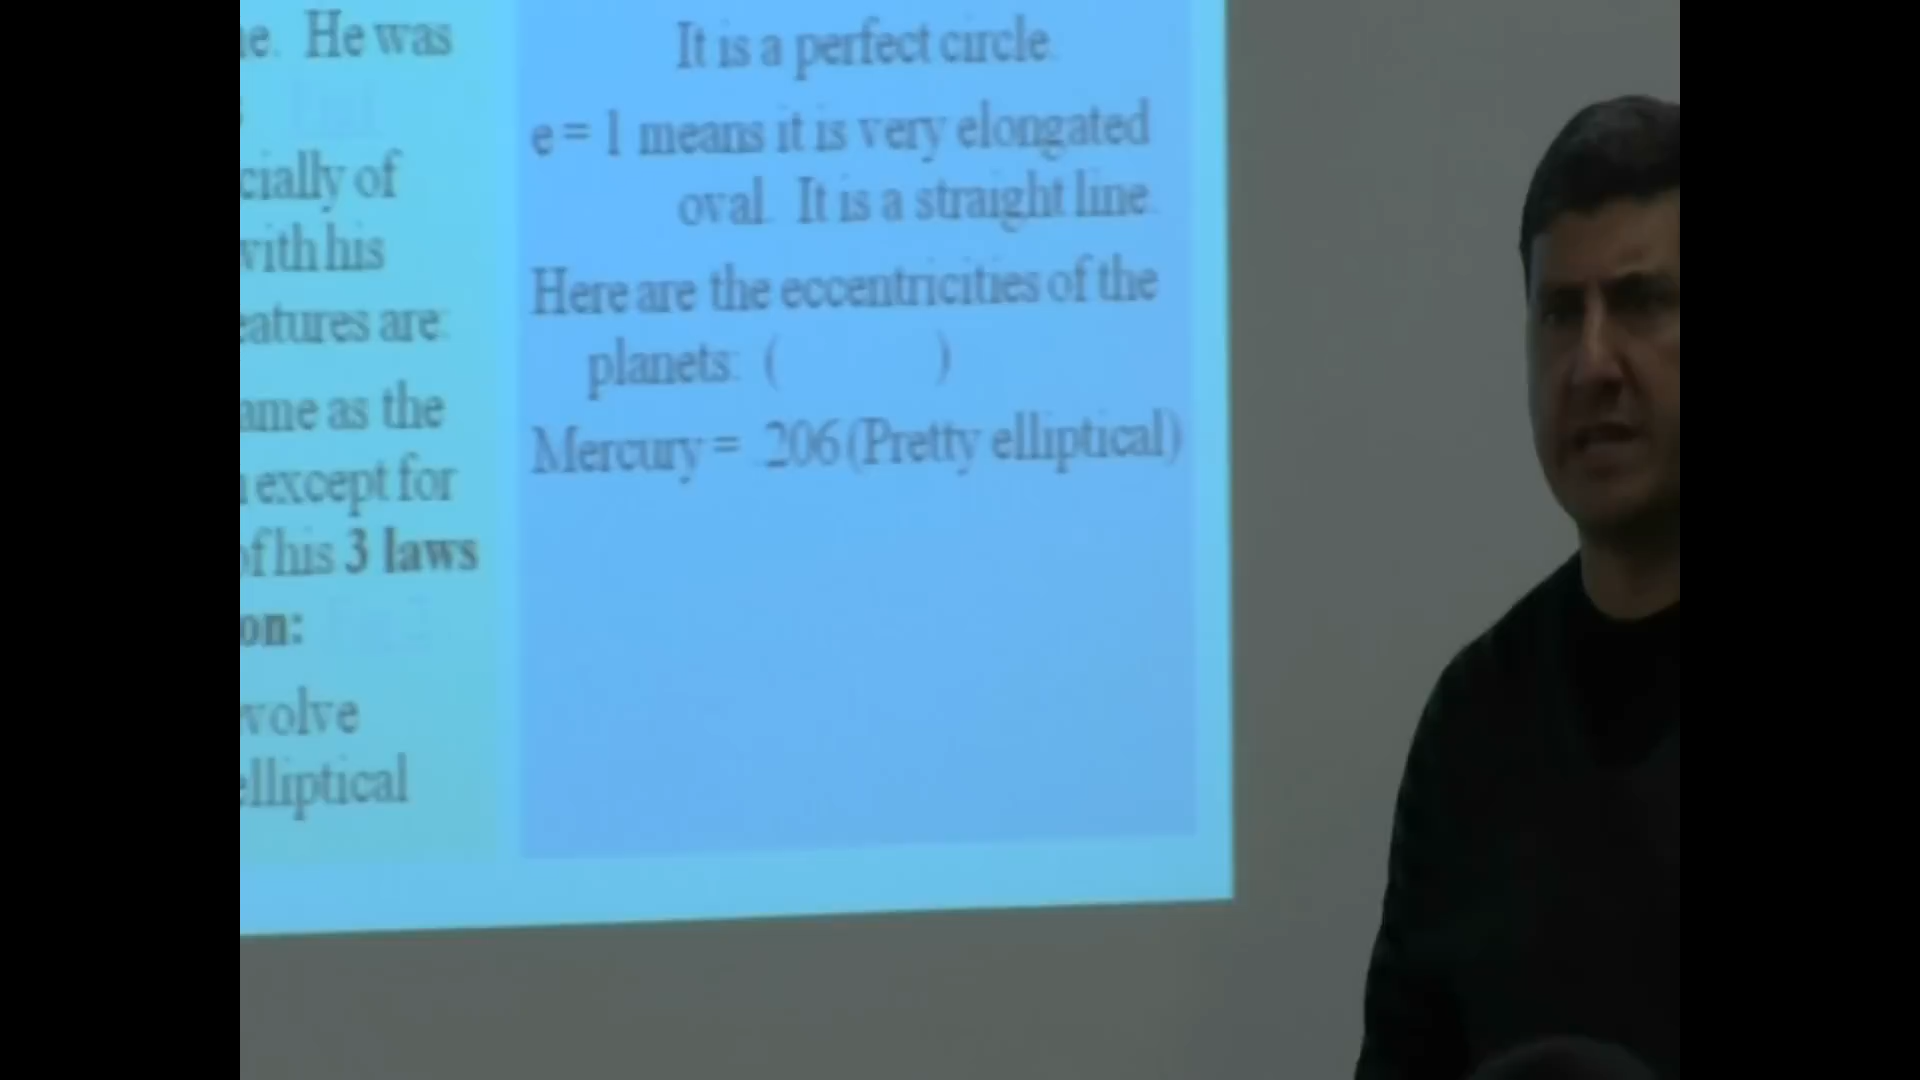 e. He was
cially of
with his
eatures are:
ame as the
except for
of his 3 laws
on:
volve
elliptical
It is a perfect circle.
e = 1 means it is very elongated
oval. It is a straight line.
Here are the eccentricities of the
planets: ( )
Mercury = .206 (Pretty elliptical)